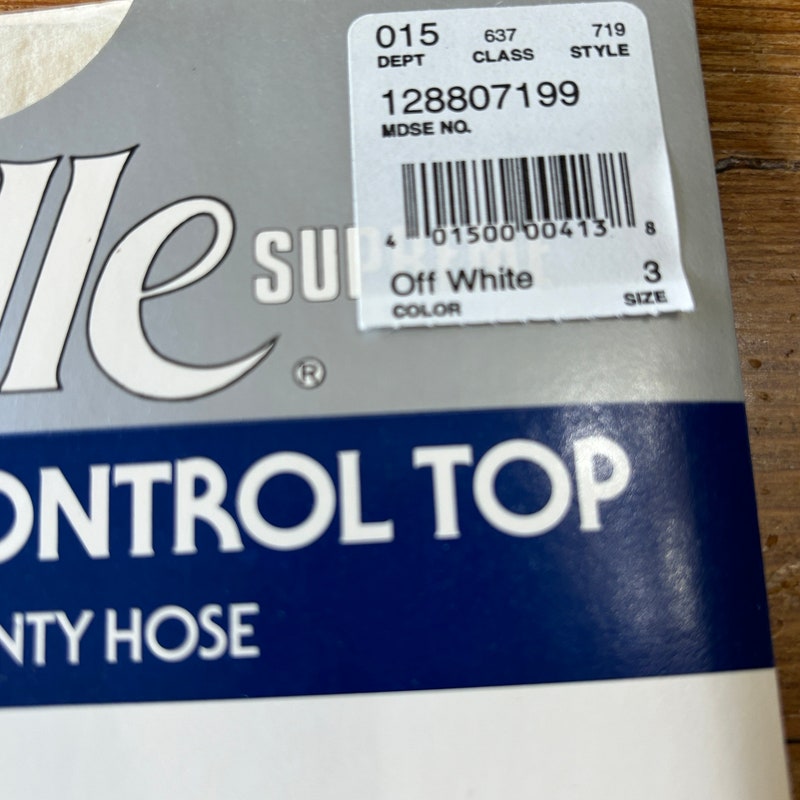 015 637 719
DEPT CLASS STYLE
128807199
MDSE NO.
4 01500 00413 8
Off White 3
COLOR SIZE
lle SUPREME
®
ONTROL TOP
NTY HOSE